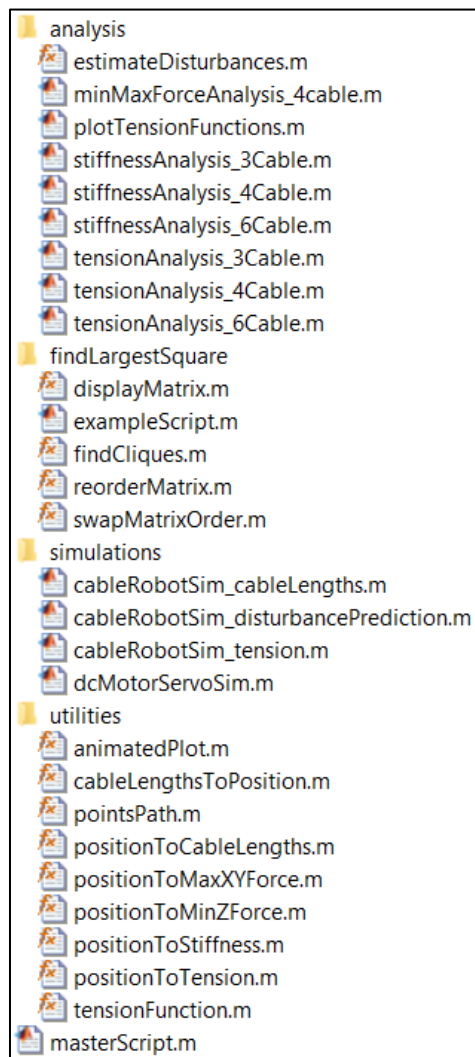 analysis
estimateDisturbances.m
minMaxForceAnalysis_4cable.m
plotTensionFunctions.m
stiffnessAnalysis_3Cable.m
stiffnessAnalysis_4Cable.m
stiffnessAnalysis_6Cable.m
tensionAnalysis_3Cable.m
tensionAnalysis_4Cable.m
tensionAnalysis_6Cable.m
findLargestSquare
displayMatrix.m
exampleScript.m
findCliques.m
reorderMatrix.m
swapMatrixOrder.m
simulations
cableRobotSim_cableLengths.m
cableRobotSim_disturbancePrediction.m
cableRobotSim_tension.m
dcMotorServoSim.m
utilities
animatedPlot.m
cableLengthsToPosition.m
pointsPath.m
positionToCableLengths.m
positionToMaxXYForce.m
positionToMinZForce.m
positionToStiffness.m
positionToTension.m
tensionFunction.m
masterScript.m